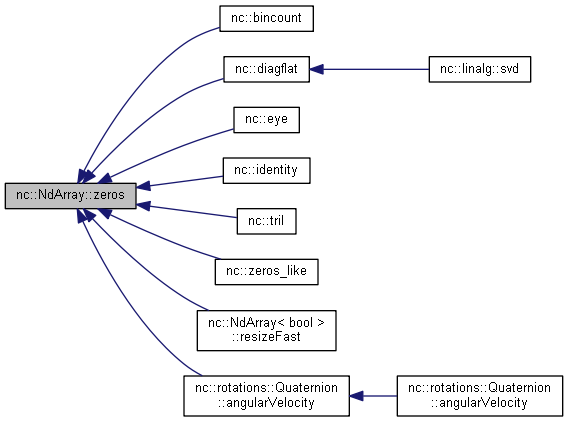 nc::bincount
nc::diagflat
nc::linalg::svd
nc::eye
nc::identity
nc::NdArray::zeros
nc::tril
nc::zeros_like
nc::NdArray< bool >
::resizeFast
nc::rotations::Quaternion
::angularVelocity
nc::rotations::Quaternion
::angularVelocity